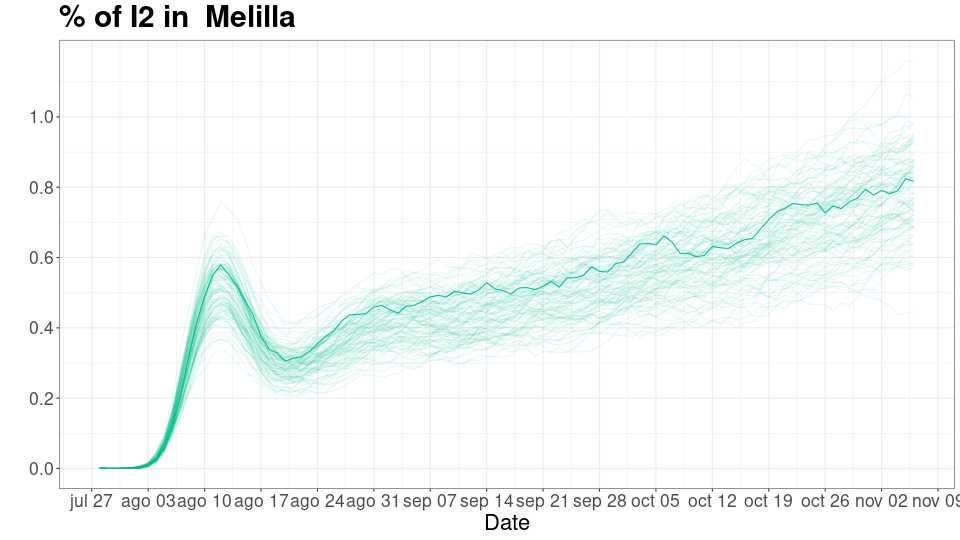 % of I2 in  Melilla
1.0
0.8
0.6
0.4
0.2
0.0
jul 27 ago 03 ago 10 ago 17 ago 24 ago 31 sep 07 sep 14 sep 21 sep 28 oct 05 oct 12 oct 19 oct 26 nov 02 nov 09
Date